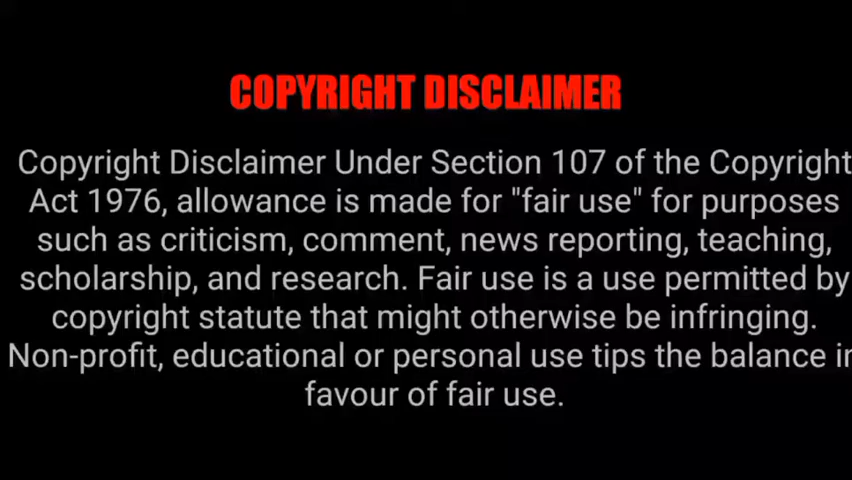 COPYRIGHT DISCLAIMER
Copyright Disclaimer Under Section 107 of the Copyright
Act 1976, allowance is made for "fair use" for purposes
such as criticism, comment, news reporting, teaching,
scholarship, and research. Fair use is a use permitted by
copyright statute that might otherwise be infringing.
Non-profit, educational or personal use tips the balance in
favour of fair use.